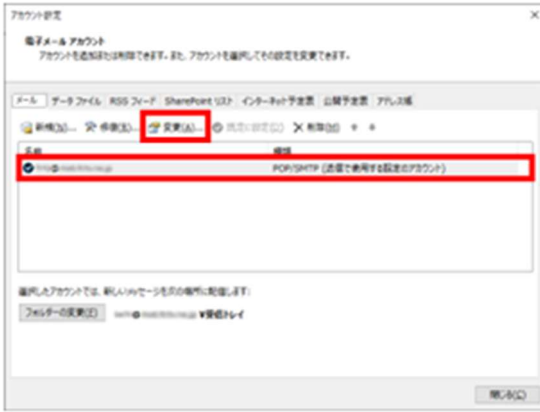 アカウント設定
電子メール アカウント
アカウントを追加または削除できます。また、アカウントを選択してその設定を変更できます。
メール データ ファイル RSS フィード SharePoint リスト インターネット予定表 公開予定表 アドレス帳
新規(N)... 修復(R)... 変更(A)... 既定に設定(D) 削除(M)
名前 種類
POP/SMTP (送信で使用する既定のアカウント)
選択したアカウントでは、新しいメッセージを次の場所に配信します:
フォルダーの変更(F) ¥受信トレイ
閉じる(C)